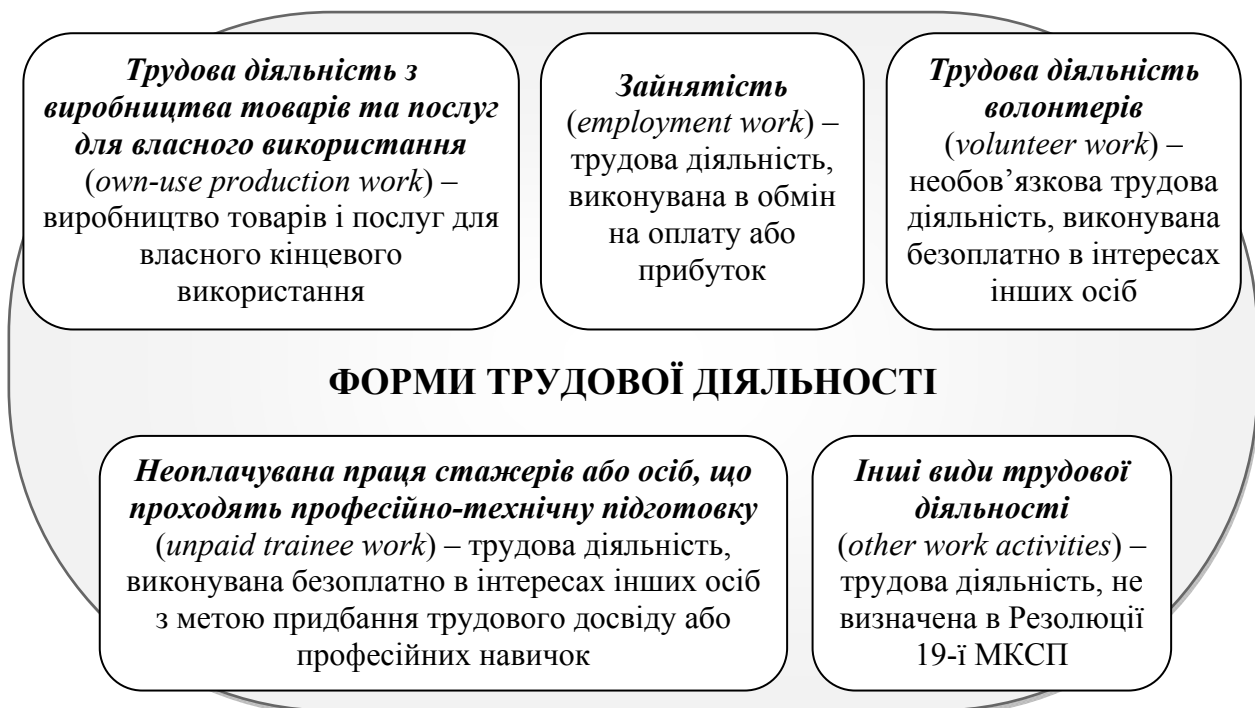 Трудова діяльність з
виробництва товарів та послуг
для власного використання
(own-use production work) –
виробництво товарів і послуг для
власного кінцевого
використання
Зайнятість
(employment work) –
трудова діяльність,
виконувана в обмін
на оплату або
прибуток
Трудова діяльність
волонтерів
(volunteer work) –
необов’язкова трудова
діяльність, виконувана
безоплатно в інтересах
інших осіб
ФОРМИ ТРУДОВОЇ ДІЯЛЬНОСТІ
Неоплачувана праця стажерів або осіб, що
проходять професійно-технічну підготовку
(unpaid trainee work) – трудова діяльність,
виконувана безоплатно в інтересах інших осіб
з метою придбання трудового досвіду або
професійних навичок
Інші види трудової
діяльності
(other work activities) –
трудова діяльність, не
визначена в Резолюції
19-ї МКСП